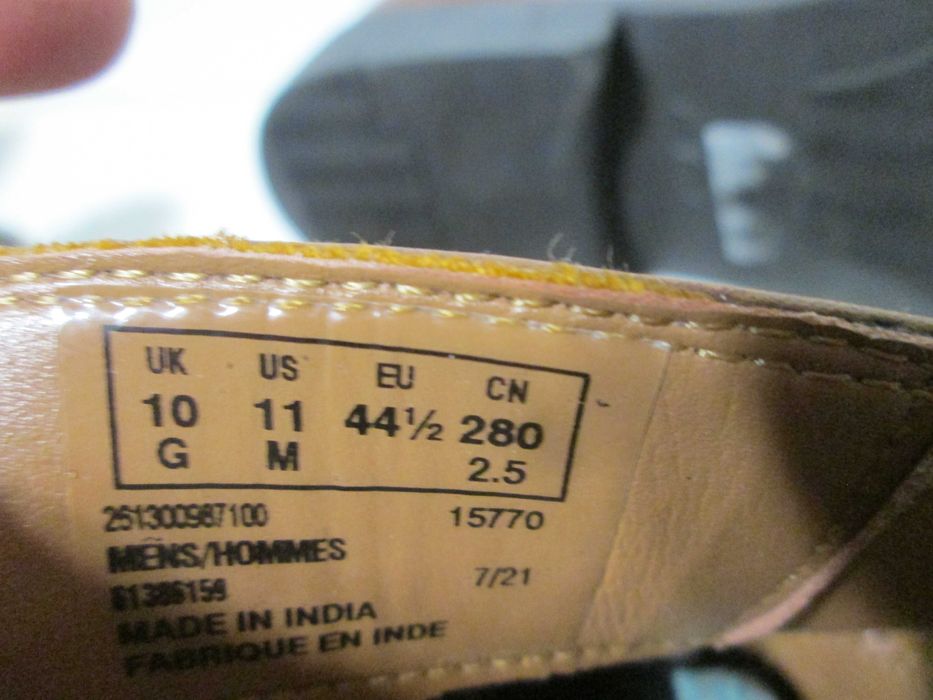 UK US EU CN
10 11 44½ 280
G M 2.5
261300987100 15770
MENS/HOMMES
61386159 7/21
MADE IN INDIA
FABRIQUE EN INDE